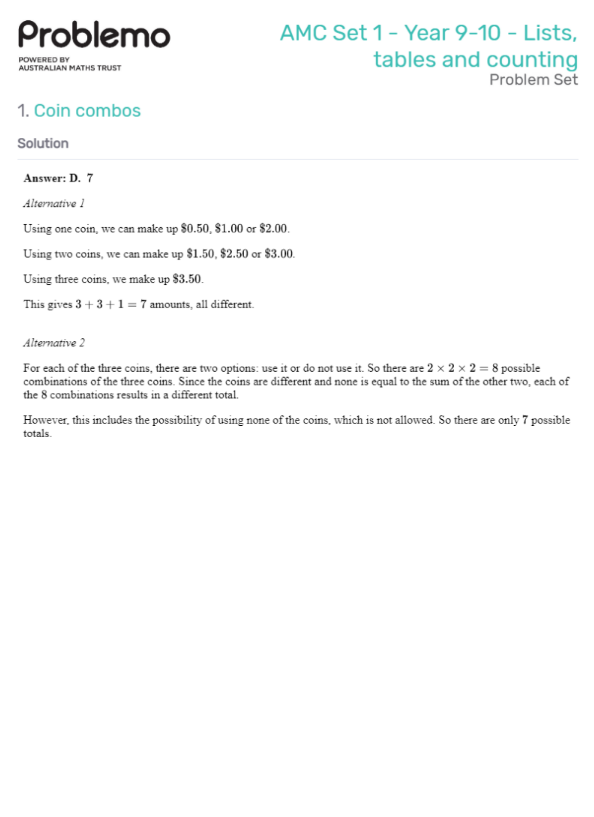 Problemo
POWERED BY
AUSTRALIAN MATHS TRUST
AMC Set 1 - Year 9-10 - Lists,
tables and counting
Problem Set
1. Coin combos
Solution
Answer: D. 7
Alternative 1
Using one coin, we can make up $0.50, $1.00 or $2.00.
Using two coins, we can make up $1.50, $2.50 or $3.00.
Using three coins, we make up $3.50.
This gives 3 + 3 + 1 = 7 amounts, all different.
Alternative 2
For each of the three coins, there are two options: use it or do not use it. So there are 2 × 2 × 2 = 8 possible
combinations of the three coins. Since the coins are different and none is equal to the sum of the other two, each of
the 8 combinations results in a different total.
However, this includes the possibility of using none of the coins, which is not allowed. So there are only 7 possible
totals.